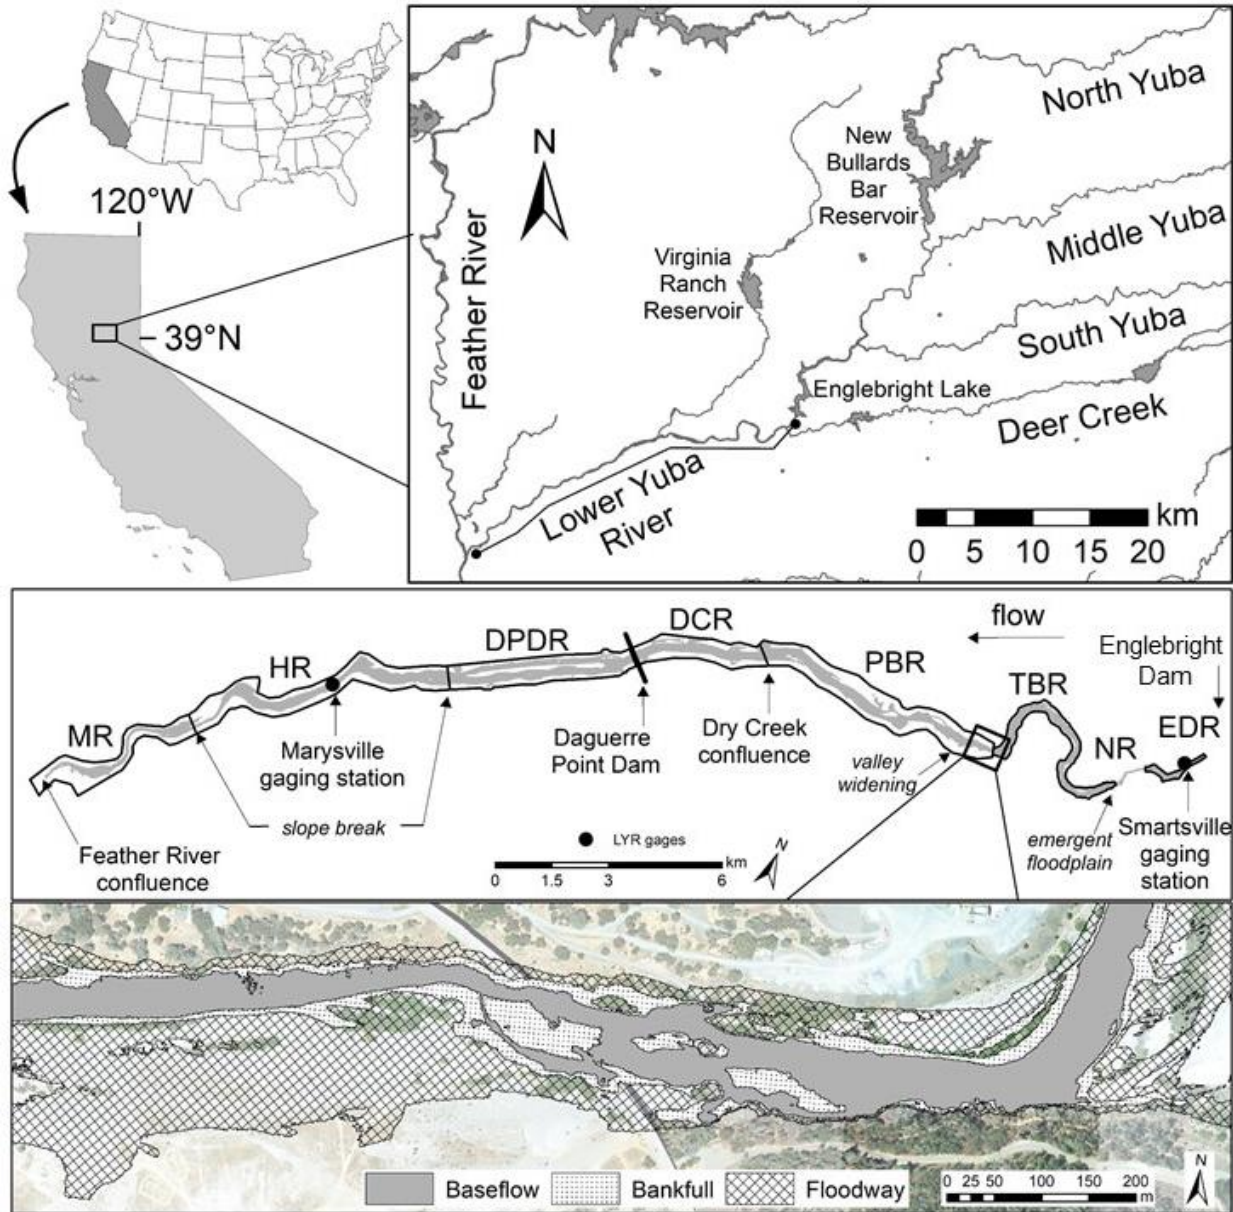 120°W
39°N
N
North Yuba
New
Bullards
Bar
Reservoir
Middle Yuba
Feather River
Virginia
Ranch
Reservoir
South Yuba
Englebright Lake
Deer Creek
Lower Yuba
River
km
0 5 10 15 20
DCR
flow
DPDR
Englebright
Dam
HR
PBR
TBR
MR
EDR
NR
Marysville
gaging station
Daguerre
Point Dam
Dry Creek
confluence
valley
widening
slope break
emergent
floodplain
Smartsville
gaging
station
Feather River
confluence
LYR gages
N
km
0 1.5 3 6
Baseflow Bankfull Floodway
0 25 50 100 150 200
m
N